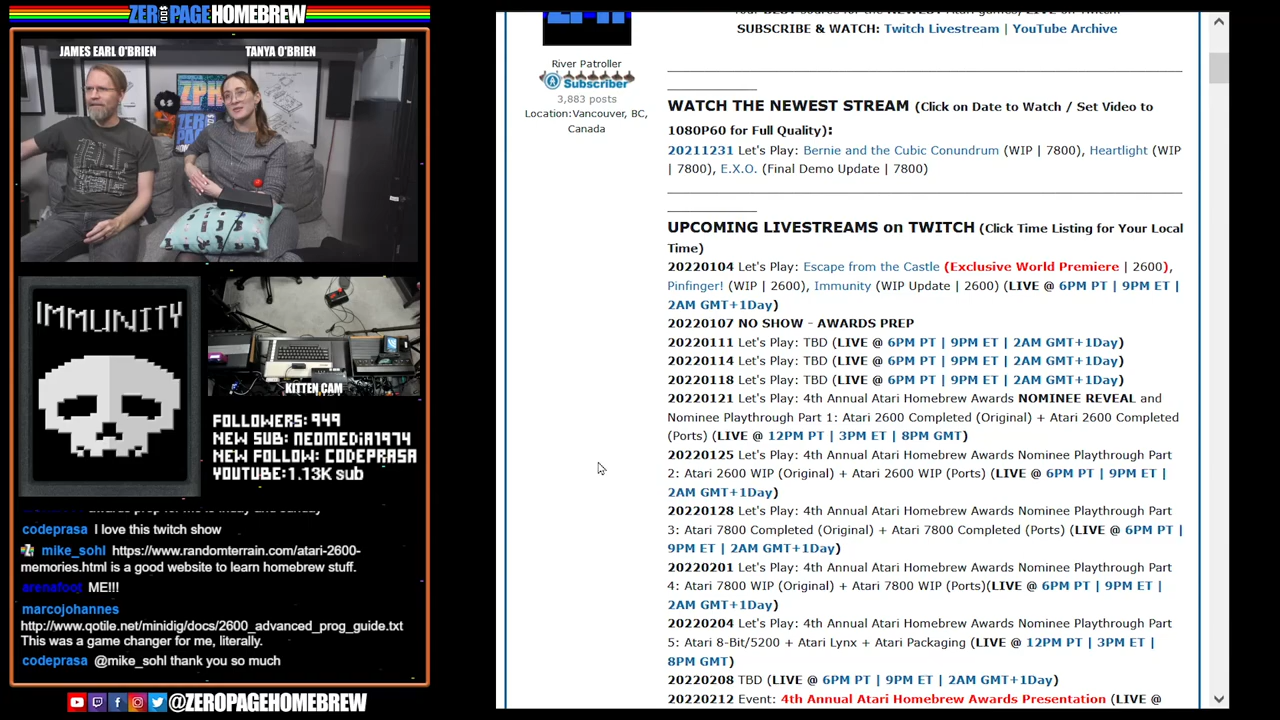 ZERO PAGE HOMEBREW
JAMES EARL O'BRIEN
TANYA O'BRIEN
ZPH
IMMUNITY
KITTEN CAM
FOLLOWERS: 949
NEW SUB: NEOMEDIA1974
NEW FOLLOW: CODEPRASA
YOUTUBE: 1.13K sub
codeprasa I love this twitch show
mike_sohl https://www.randomterrain.com/atari-2600-
memories.html is a good website to learn homebrew stuff.
arenafoot ME!!!
marcojohannes
http://www.qotile.net/minidig/docs/2600_advanced_prog_guide.txt
This was a game changer for me, literally.
codeprasa @mike_sohl thank you so much
@ZEROPAGEHOMEBREW
SUBSCRIBE & WATCH: Twitch Livestream | YouTube Archive
River Patroller
Subscriber
3,883 posts
Location:Vancouver, BC,
Canada
WATCH THE NEWEST STREAM (Click on Date to Watch / Set Video to
1080P60 for Full Quality):
20211231 Let's Play: Bernie and the Cubic Conundrum (WIP | 7800), Heartlight (WIP
| 7800), E.X.O. (Final Demo Update | 7800)
UPCOMING LIVESTREAMS on TWITCH (Click Time Listing for Your Local
Time)
20220104 Let's Play: Escape from the Castle (Exclusive World Premiere | 2600),
Pinfinger! (WIP | 2600), Immunity (WIP Update | 2600) (LIVE @ 6PM PT | 9PM ET |
2AM GMT+1Day)
20220107 NO SHOW - AWARDS PREP
20220111 Let's Play: TBD (LIVE @ 6PM PT | 9PM ET | 2AM GMT+1Day)
20220114 Let's Play: TBD (LIVE @ 6PM PT | 9PM ET | 2AM GMT+1Day)
20220118 Let's Play: TBD (LIVE @ 6PM PT | 9PM ET | 2AM GMT+1Day)
20220121 Let's Play: 4th Annual Atari Homebrew Awards NOMINEE REVEAL and
Nominee Playthrough Part 1: Atari 2600 Completed (Original) + Atari 2600 Completed
(Ports) (LIVE @ 12PM PT | 3PM ET | 8PM GMT)
20220125 Let's Play: 4th Annual Atari Homebrew Awards Nominee Playthrough Part
2: Atari 2600 WIP (Original) + Atari 2600 WIP (Ports) (LIVE @ 6PM PT | 9PM ET |
2AM GMT+1Day)
20220128 Let's Play: 4th Annual Atari Homebrew Awards Nominee Playthrough Part
3: Atari 7800 Completed (Original) + Atari 7800 Completed (Ports) (LIVE @ 6PM PT |
9PM ET | 2AM GMT+1Day)
20220201 Let's Play: 4th Annual Atari Homebrew Awards Nominee Playthrough Part
4: Atari 7800 WIP (Original) + Atari 7800 WIP (Ports)(LIVE @ 6PM PT | 9PM ET |
2AM GMT+1Day)
20220204 Let's Play: 4th Annual Atari Homebrew Awards Nominee Playthrough Part
5: Atari 8-Bit/5200 + Atari Lynx + Atari Packaging (LIVE @ 12PM PT | 3PM ET |
8PM GMT)
20220208 TBD (LIVE @ 6PM PT | 9PM ET | 2AM GMT+1Day)
20220212 Event: 4th Annual Atari Homebrew Awards Presentation (LIVE @